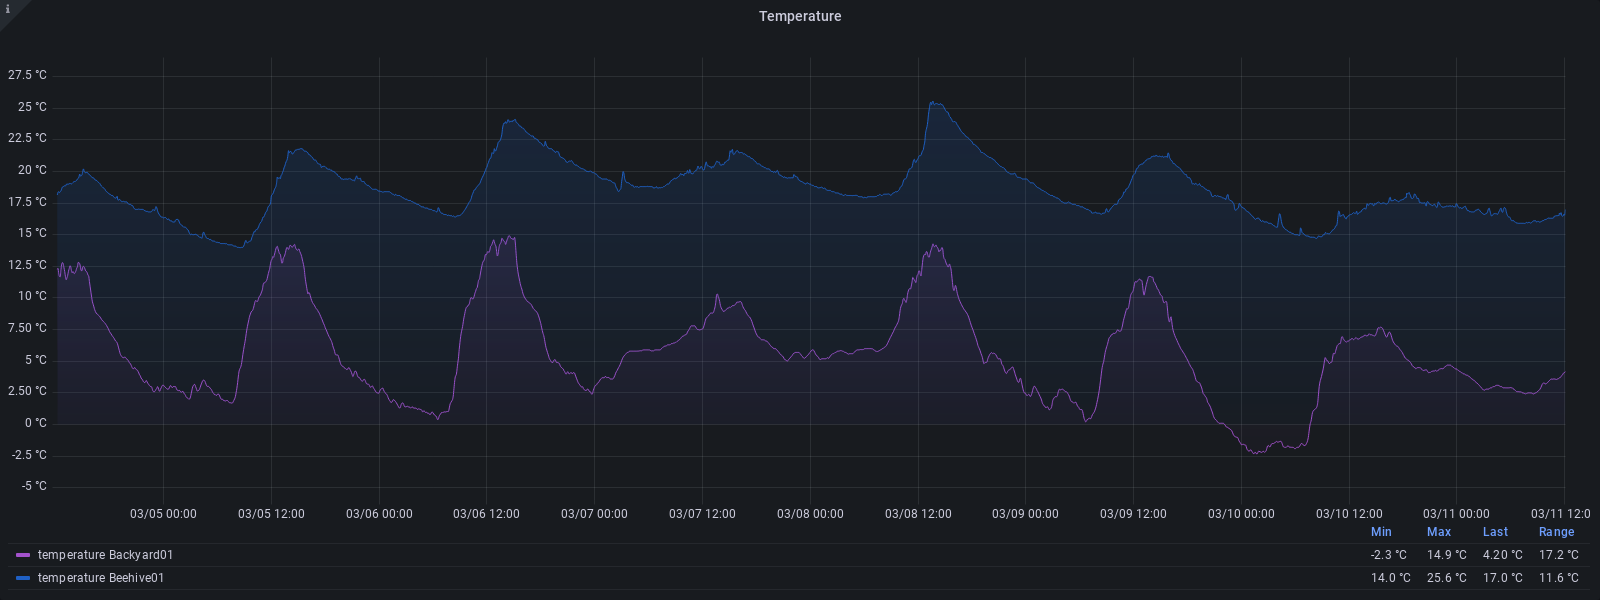 i
Temperature
27.5 °C
25 °C
22.5 °C
20 °C
17.5 °C
15 °C
12.5 °C
10 °C
7.50 °C
5 °C
2.50 °C
0 °C
-2.5 °C
-5 °C
03/05 00:00 03/05 12:00 03/06 00:00 03/06 12:00 03/07 00:00 03/07 12:00 03/08 00:00 03/08 12:00 03/09 00:00 03/09 12:00 03/10 00:00 03/10 12:00 03/11 00:00 03/11 12:0
Min Max Last Range
temperature Backyard01 -2.3 °C 14.9 °C 4.20 °C 17.2 °C
temperature Beehive01 14.0 °C 25.6 °C 17.0 °C 11.6 °C